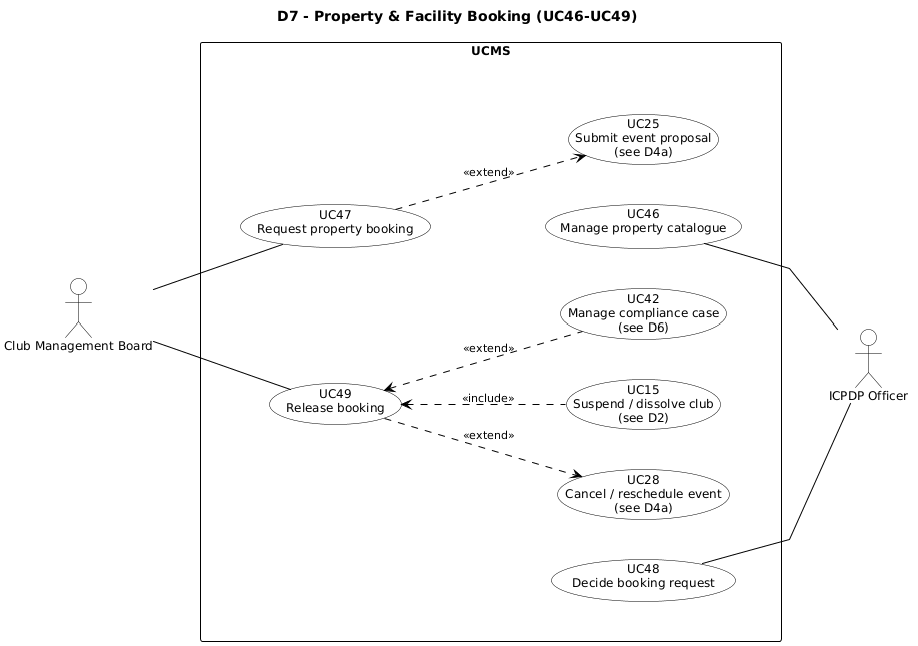 D7 - Property & Facility Booking (UC46-UC49)
UCMS
UC25
Submit event proposal
(see D4a)
«extend»
UC47
Request property booking
UC46
Manage property catalogue
Club Management Board
UC42
Manage compliance case
(see D6)
«extend»
ICPDP Officer
UC49
Release booking
«include»
UC15
Suspend / dissolve club
(see D2)
«extend»
UC28
Cancel / reschedule event
(see D4a)
UC48
Decide booking request